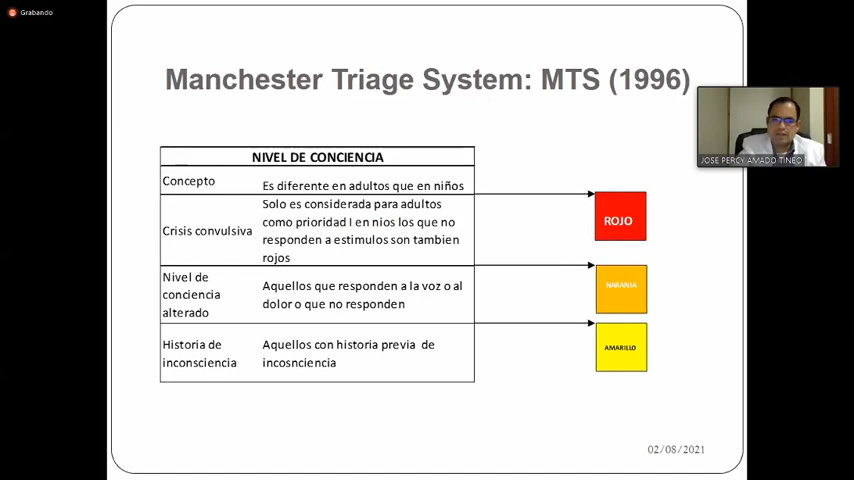 Grabando
Manchester Triage System: MTS (1996)
JOSE PERCY AMADO TINEO
NIVEL DE CONCIENCIA
Concepto
Es diferente en adultos que en niños
Crisis convulsiva
Solo es considerada para adultos
como prioridad I en nios los que no
responden a estimulos son tambien
rojos
ROJO
Nivel de
conciencia
alterado
Aquellos que responden a la voz o al
dolor o que no responden
NARANJA
Historia de
inconsciencia
Aquellos con historia previa de
incosnciencia
AMARILLO
02/08/2021